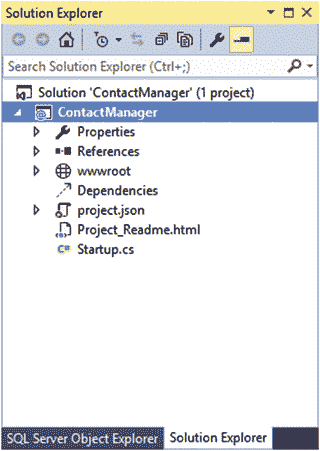 Solution Explorer
Search Solution Explorer (Ctrl+;)
Solution 'ContactManager' (1 project)
ContactManager
Properties
References
wwwroot
Dependencies
project.json
Project_Readme.html
C# Startup.cs
SQL Server Object Explorer Solution Explorer